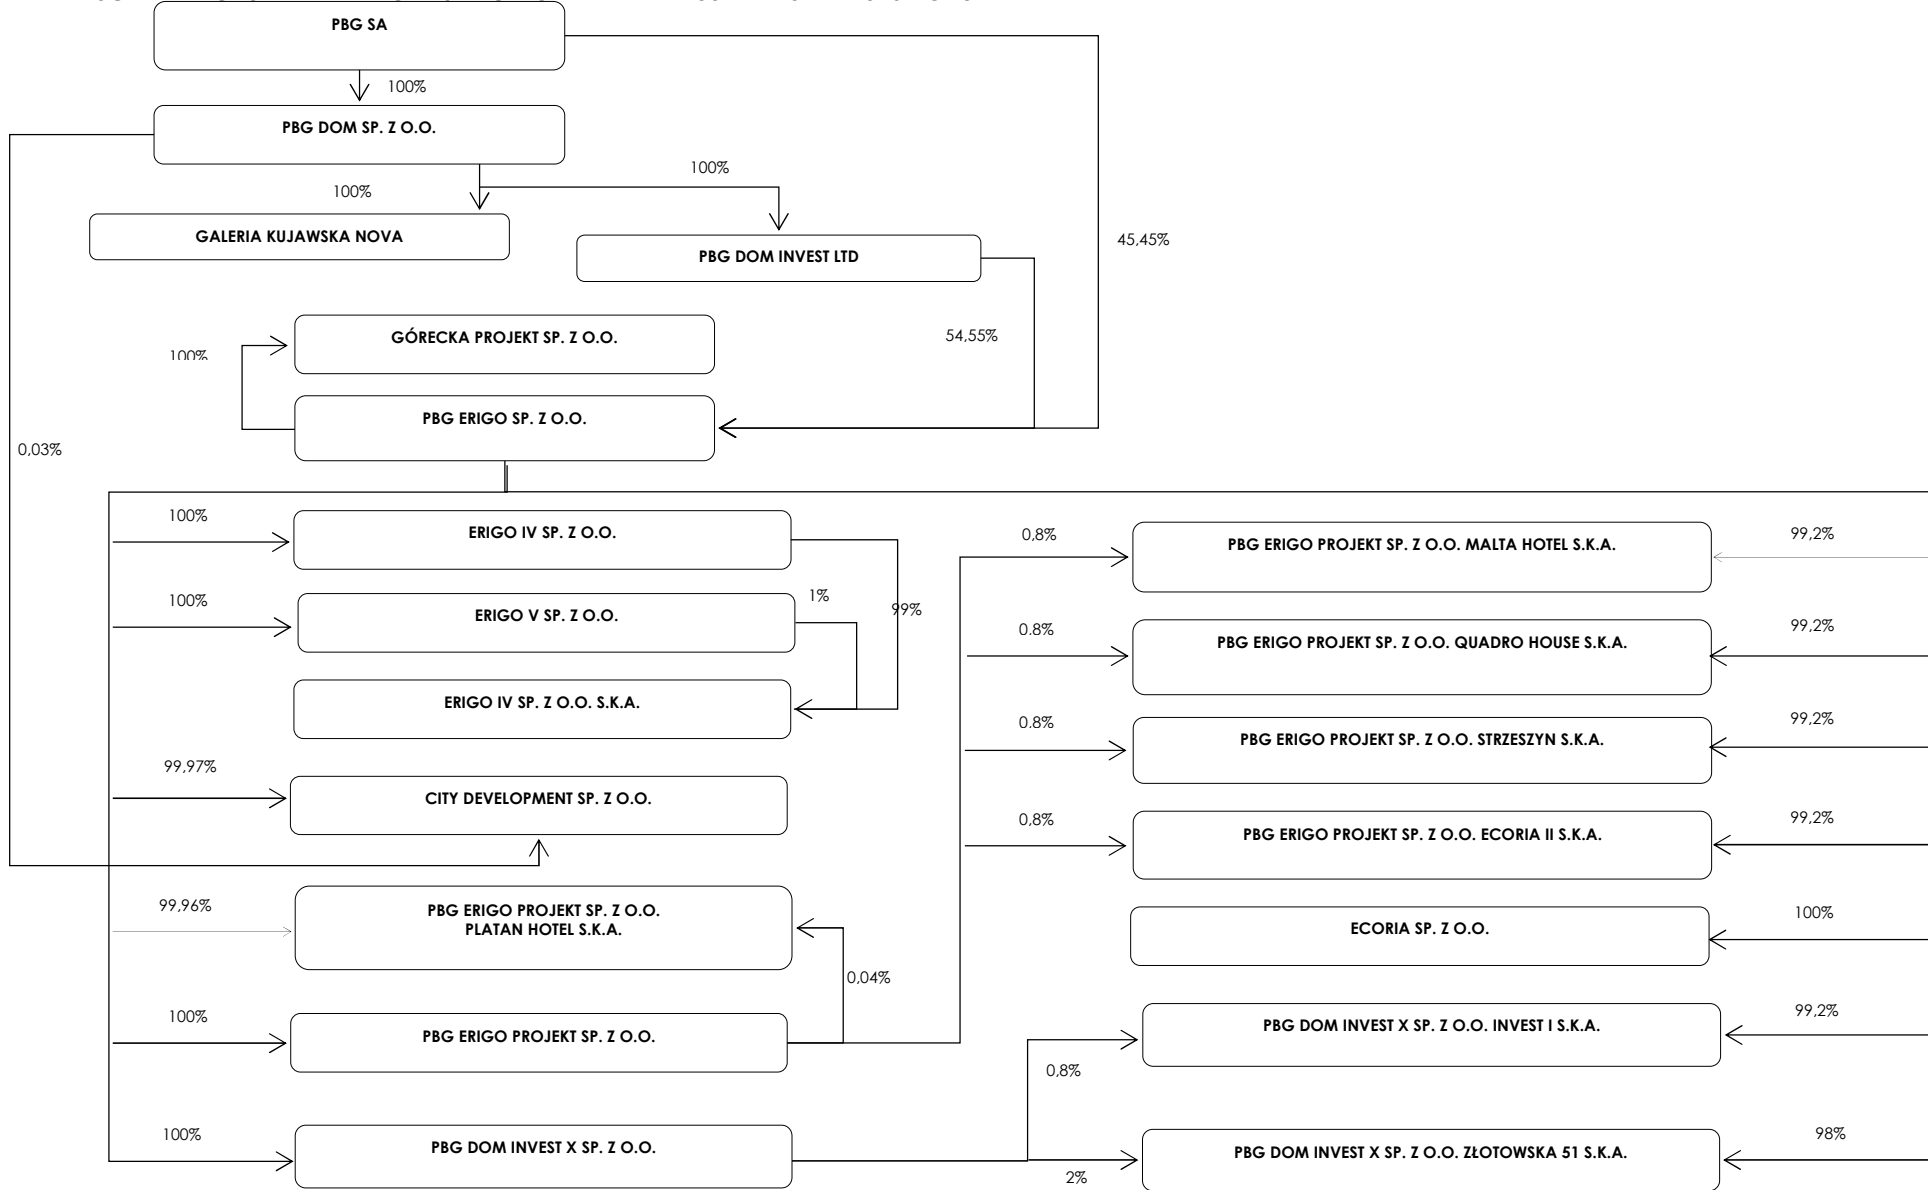 PBG SA
100%
PBG DOM SP. Z O.O.
100%
100%
GALERIA KUJAWSKA NOVA
45,45%
PBG DOM INVEST LTD
GÓRECKA PROJEKT SP. Z O.O.
54,55%
100%
PBG ERIGO SP. Z O.O.
0,03%
100%
ERIGO IV SP. Z O.O.
0,8%
PBG ERIGO PROJEKT SP. Z O.O. MALTA HOTEL S.K.A.
99,2%
100%
ERIGO V SP. Z O.O.
1%
99%
0.8%
PBG ERIGO PROJEKT SP. Z O.O. QUADRO HOUSE S.K.A.
99,2%
ERIGO IV SP. Z O.O. S.K.A.
0.8%
PBG ERIGO PROJEKT SP. Z O.O. STRZESZYN S.K.A.
99,2%
99,97%
CITY DEVELOPMENT SP. Z O.O.
0,8%
PBG ERIGO PROJEKT SP. Z O.O. ECORIA II S.K.A.
99,2%
99,96%
PBG ERIGO PROJEKT SP. Z O.O.
PLATAN HOTEL S.K.A.
ECORIA SP. Z O.O.
100%
0,04%
100%
PBG ERIGO PROJEKT SP. Z O.O.
PBG DOM INVEST X SP. Z O.O. INVEST I S.K.A.
99,2%
0,8%
100%
PBG DOM INVEST X SP. Z O.O.
PBG DOM INVEST X SP. Z O.O. ZŁOTOWSKA 51 S.K.A.
98%
2%